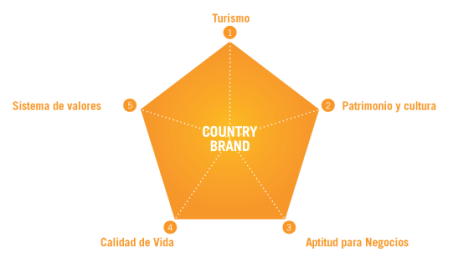 Turismo
1
Sistema de valores
5
2
Patrimonio y cultura
COUNTRY
BRAND
4
3
Calidad de Vida
Aptitud para Negocios